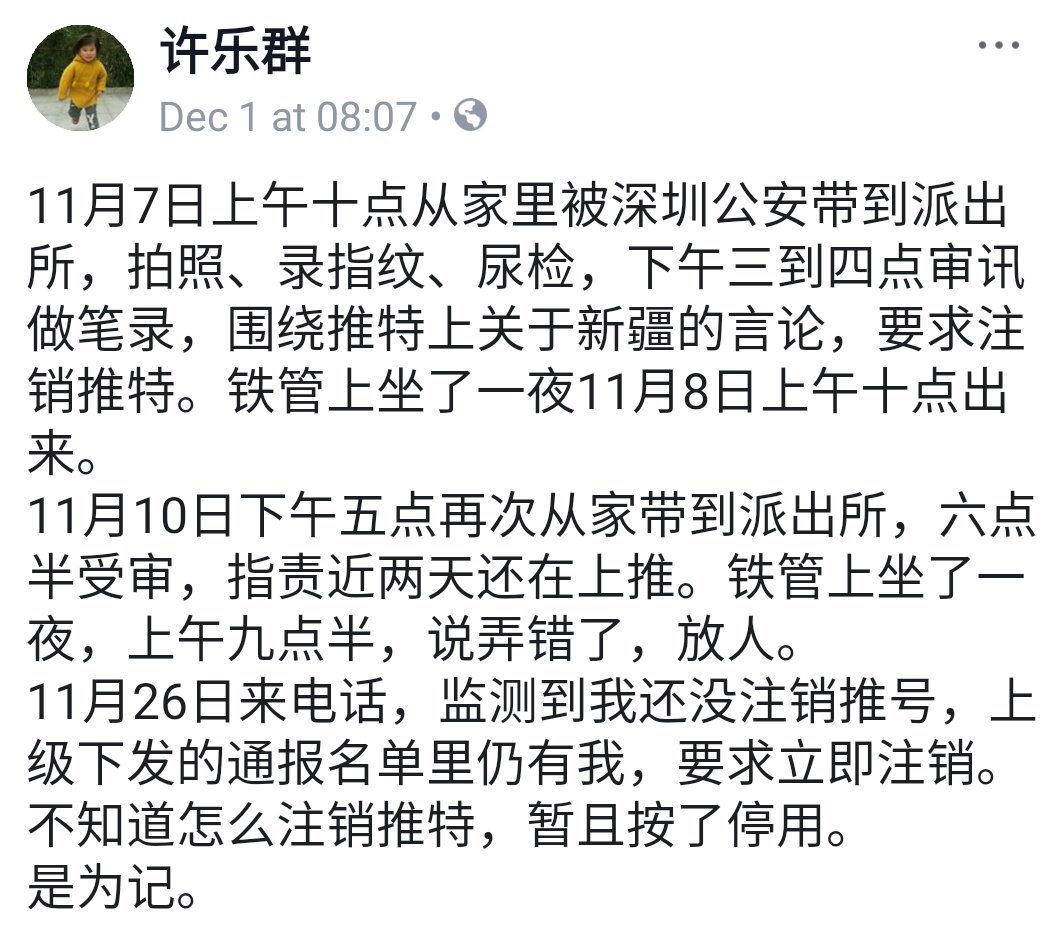 许乐群
Dec 1 at 08:07
11月7日上午十点从家里被深圳公安带到派出
所，拍照、录指纹、尿检，下午三到四点审讯
做笔录，围绕推特上关于新疆的言论，要求注
销推特。铁管上坐了一夜11月8日上午十点出
来。
11月10日下午五点再次从家带到派出所，六点
半受审，指责近两天还在上推。铁管上坐了一
夜，上午九点半，说弄错了，放人。
11月26日来电话，监测到我还没注销推号，上
级下发的通报名单里仍有我，要求立即注销。
不知道怎么注销推特，暂且按了停用。
是为记。